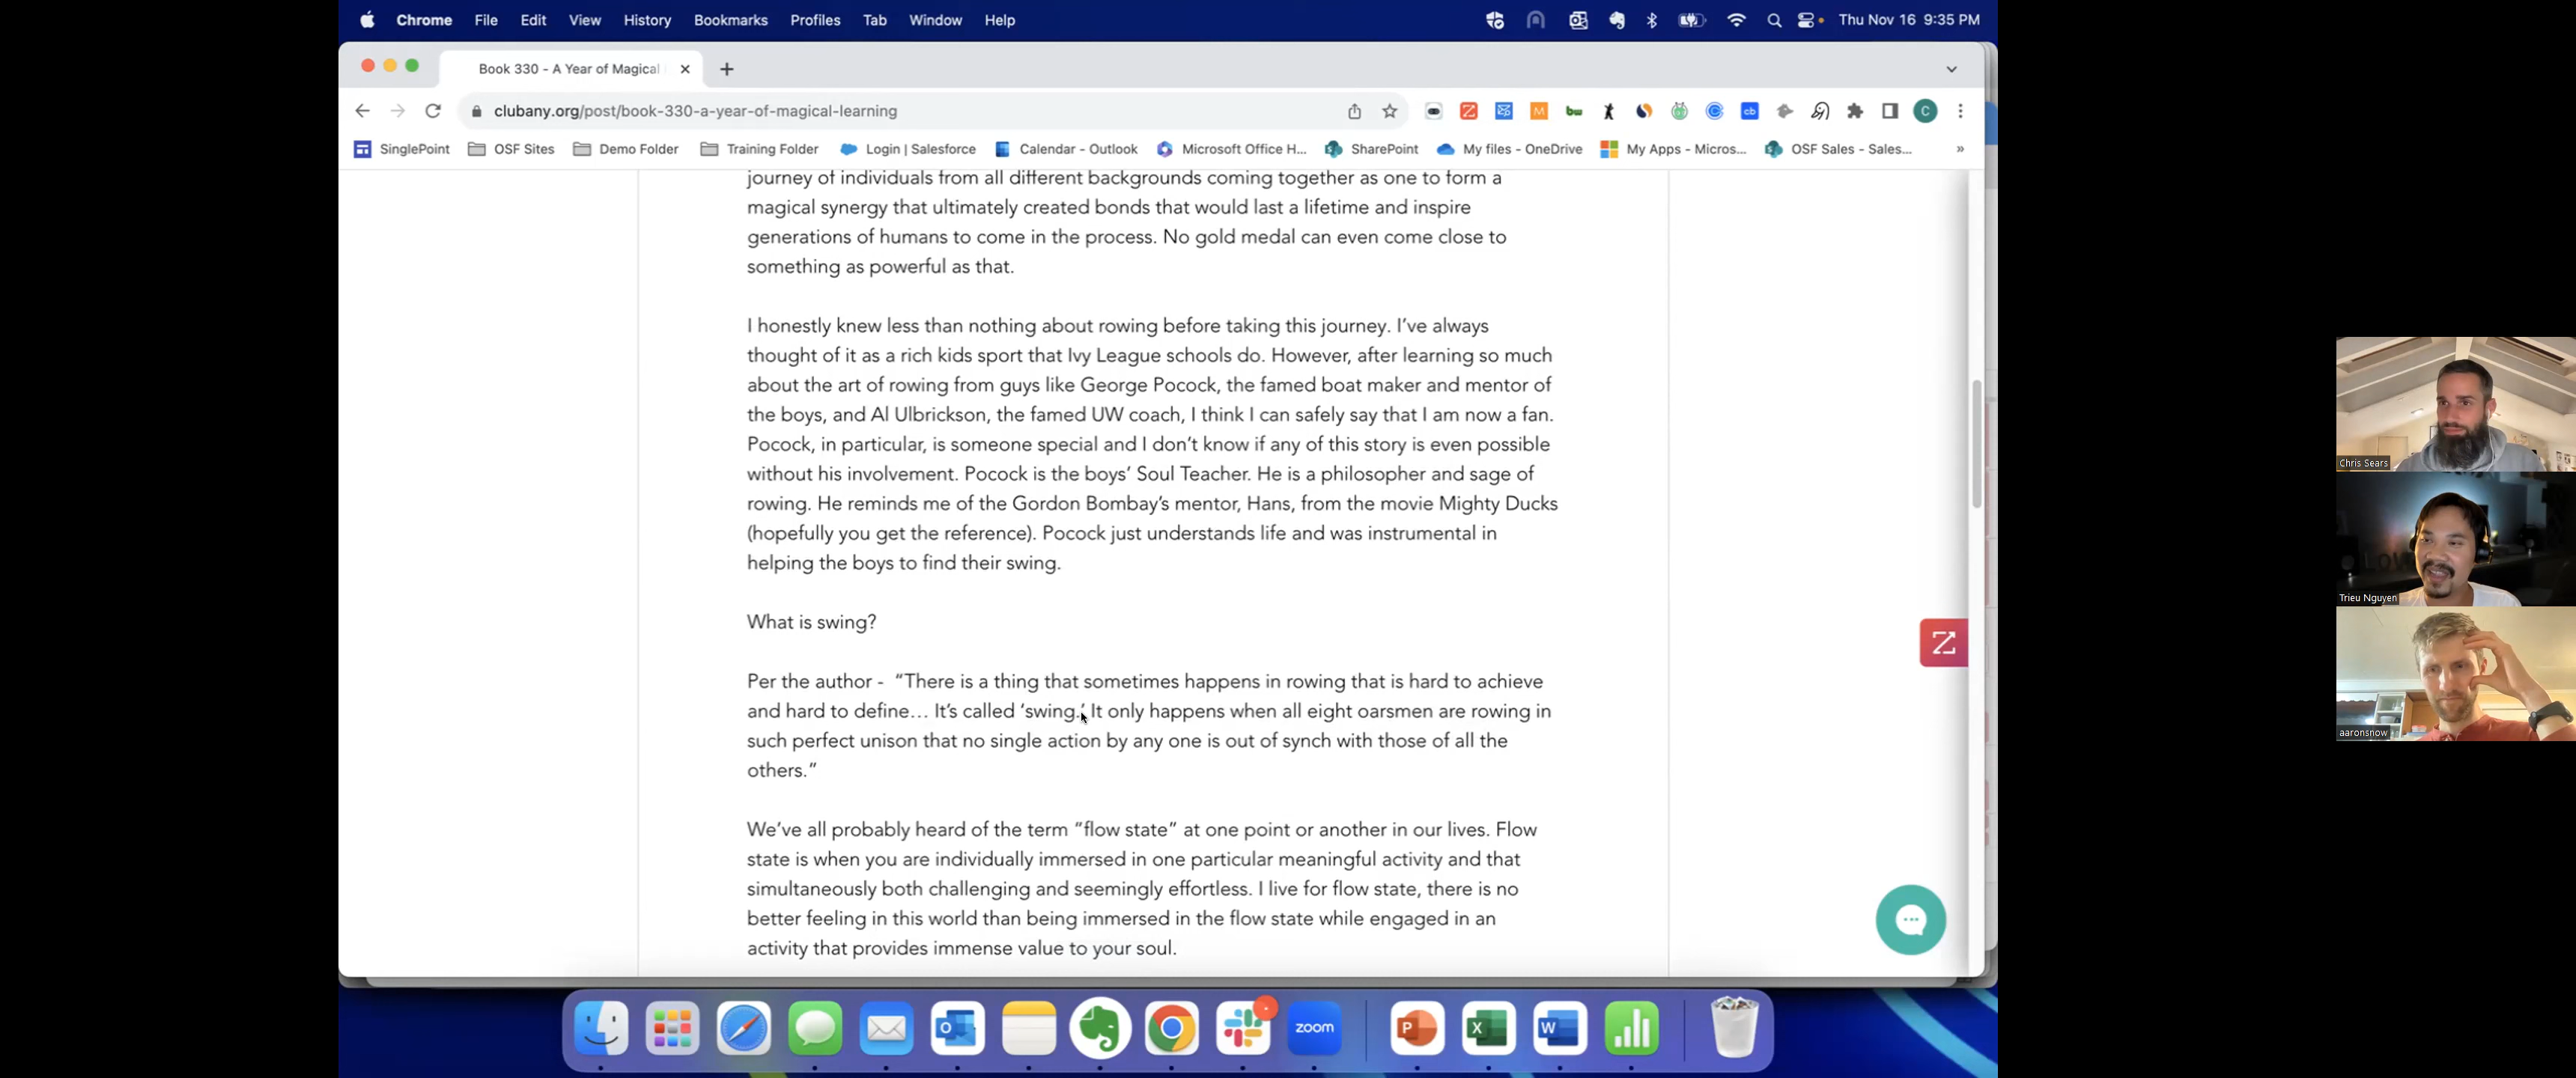 Chrome File Edit View History Bookmarks Profiles Tab Window Help Thu Nov 16 9:35 PM
Book 330 - A Year of Magical
clubany.org/post/book-330-a-year-of-magical-learning
SinglePoint OSF Sites Demo Folder Training Folder Login | Salesforce Calendar - Outlook Microsoft Office H... SharePoint My files - OneDrive My Apps - Micros... OSF Sales - Sales... »
journey of individuals from all different backgrounds coming together as one to form a
magical synergy that ultimately created bonds that would last a lifetime and inspire
generations of humans to come in the process. No gold medal can even come close to
something as powerful as that.
I honestly knew less than nothing about rowing before taking this journey. I’ve always
thought of it as a rich kids sport that Ivy League schools do. However, after learning so much
about the art of rowing from guys like George Pocock, the famed boat maker and mentor of
the boys, and Al Ulbrickson, the famed UW coach, I think I can safely say that I am now a fan.
Pocock, in particular, is someone special and I don’t know if any of this story is even possible
without his involvement. Pocock is the boys’ Soul Teacher. He is a philosopher and sage of
rowing. He reminds me of the Gordon Bombay’s mentor, Hans, from the movie Mighty Ducks
(hopefully you get the reference). Pocock just understands life and was instrumental in
helping the boys to find their swing.
What is swing?
Per the author - “There is a thing that sometimes happens in rowing that is hard to achieve
and hard to define… It’s called ‘swing.’ It only happens when all eight oarsmen are rowing in
such perfect unison that no single action by any one is out of synch with those of all the
others.”
We’ve all probably heard of the term “flow state” at one point or another in our lives. Flow
state is when you are individually immersed in one particular meaningful activity and that
simultaneously both challenging and seemingly effortless. I live for flow state, there is no
better feeling in this world than being immersed in the flow state while engaged in an
activity that provides immense value to your soul.
Chris Sears
Trieu Nguyen
aaronsnow
zoom